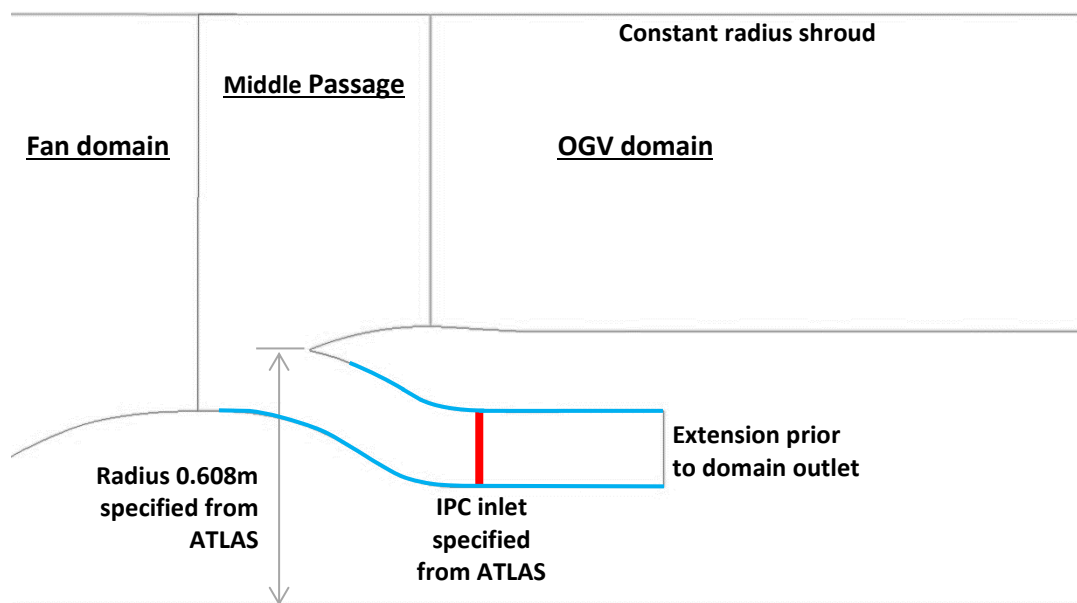 Constant radius shroud
Middle Passage
Fan domain
OGV domain
Radius 0.608m
specified from
ATLAS
IPC inlet
specified
from ATLAS
Extension prior
to domain outlet